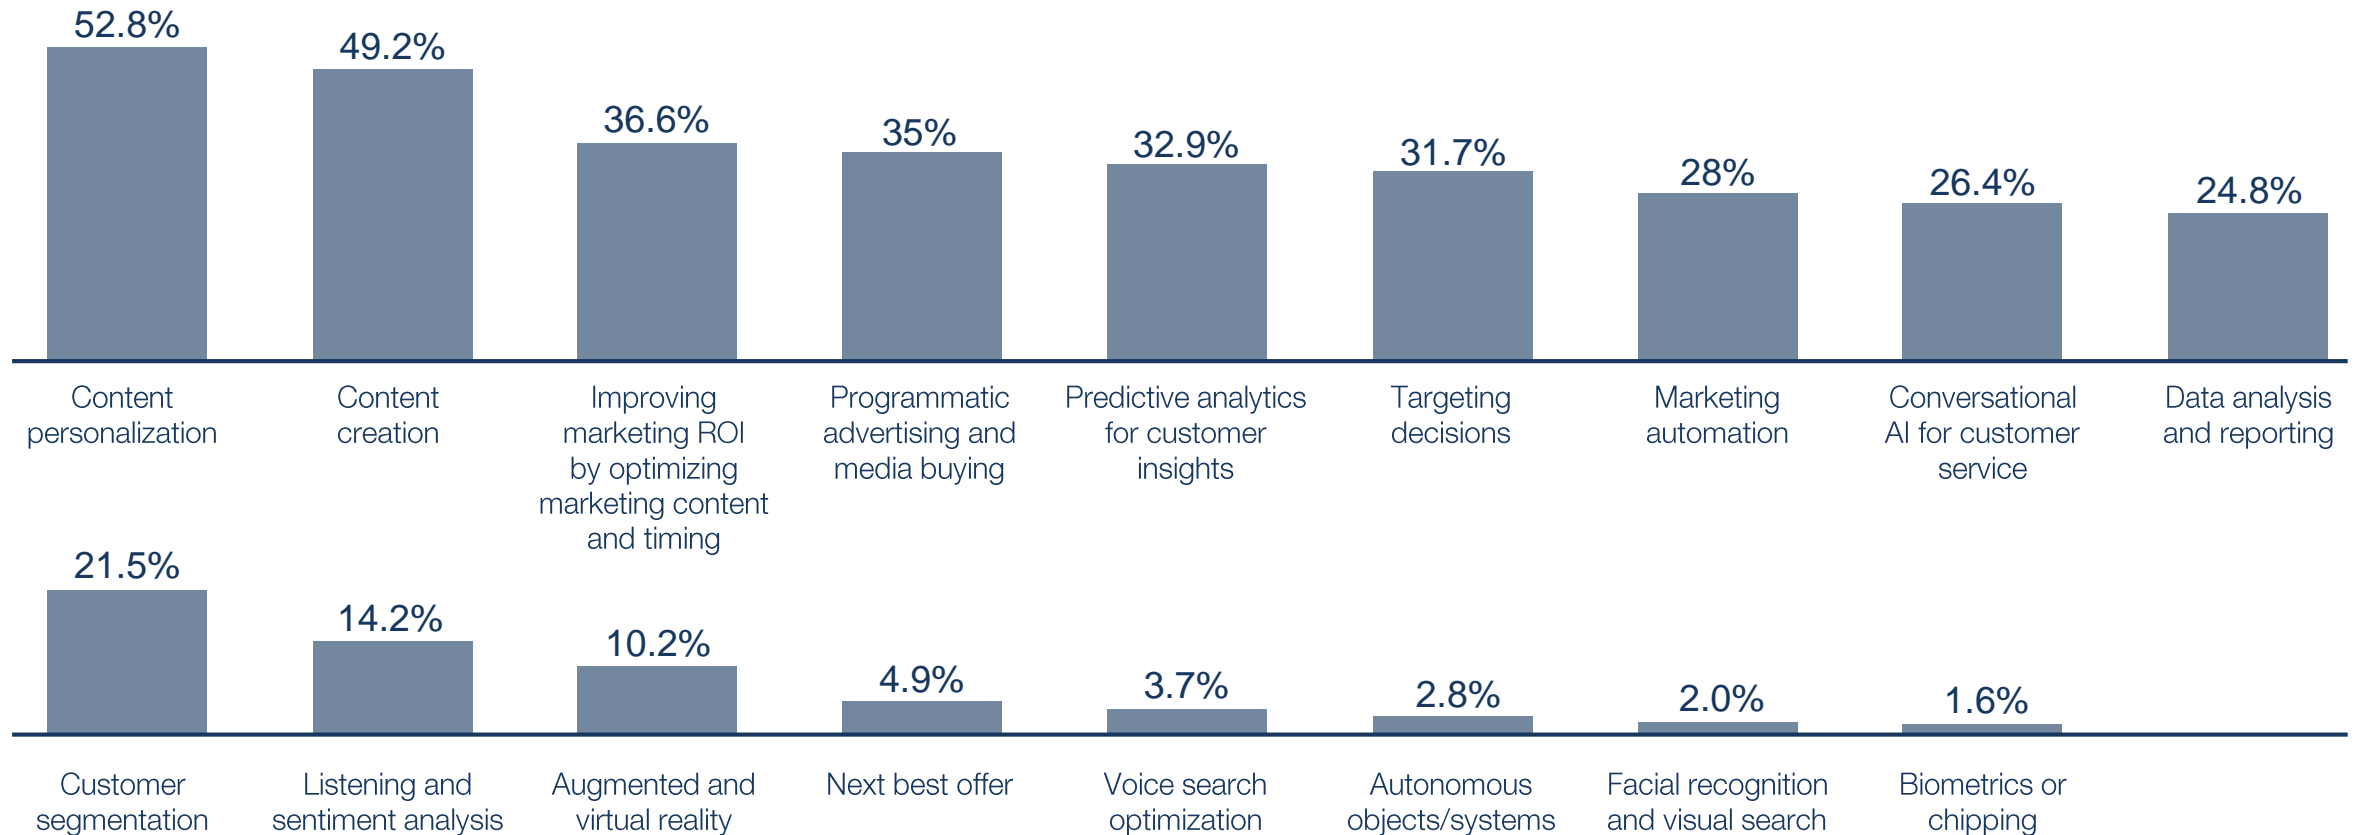 52.8%
49.2%
36.6%
35%
32.9%
31.7%
28%
26.4%
24.8%
Content
personalization
Content
creation
Improving
marketing ROI
by optimizing
marketing content
and timing
Programmatic
advertising and
media buying
Predictive analytics
for customer
insights
Targeting
decisions
Marketing
automation
Conversational
AI for customer
service
Data analysis
and reporting
21.5%
14.2%
10.2%
4.9%
3.7%
2.8%
2.0%
1.6%
Customer
segmentation
Listening and
sentiment analysis
Augmented and
virtual reality
Next best offer
Voice search
optimization
Autonomous
objects/systems
Facial recognition
and visual search
Biometrics or
chipping